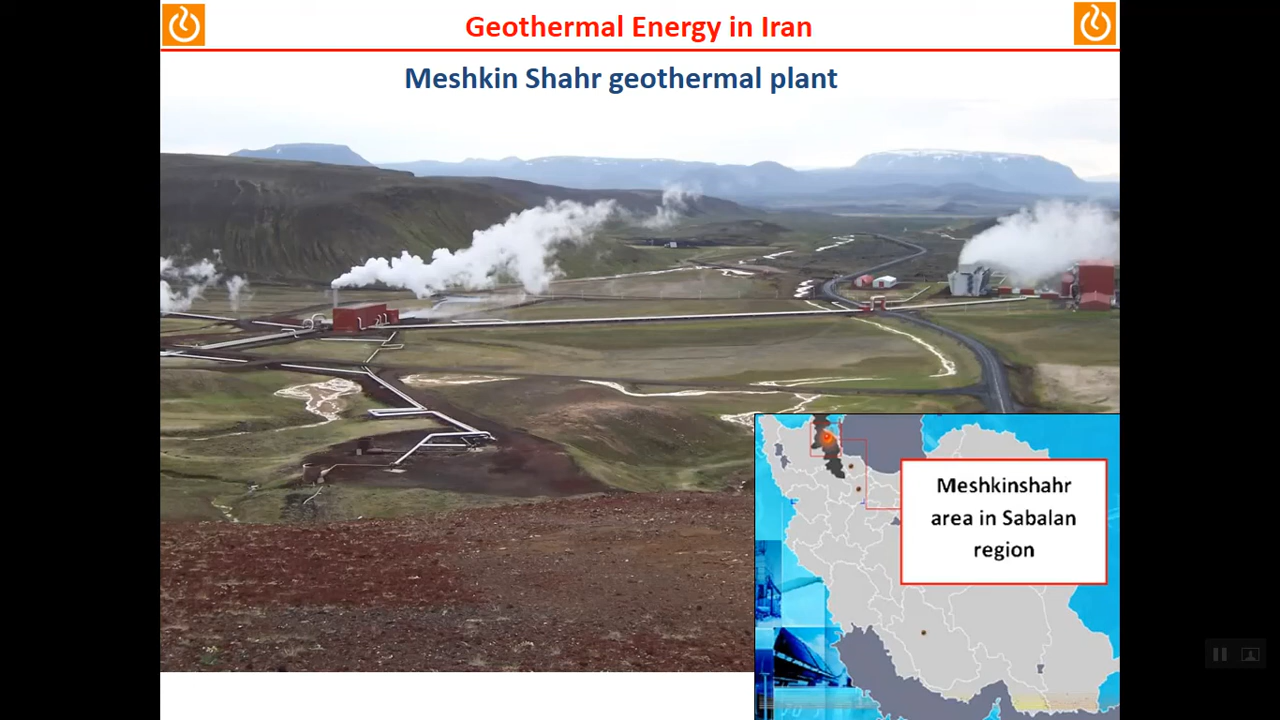 Geothermal Energy in Iran
Meshkin Shahr geothermal plant
Meshkinshahr
area in Sabalan
region